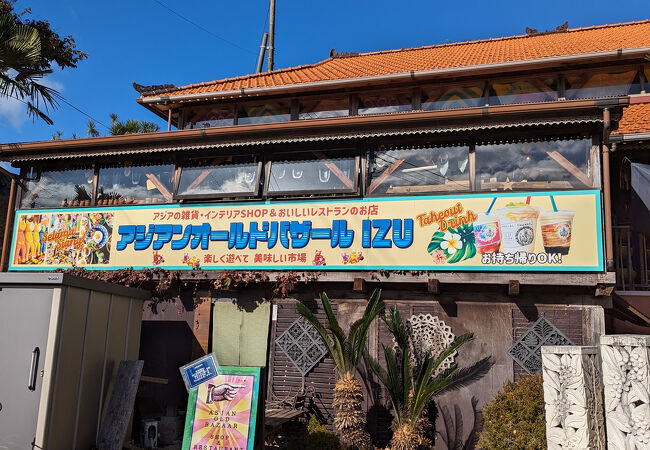 アジアの雑貨・インテリアSHOP & おいしいレストランのお店
アジアンオールドバザール IZU
楽しく遊べて 美味しい市場
Takeout
Drink
お持ち帰りOK!
ASIAN
OLD
BAZAAR
SHOP
&
RESTAURANT